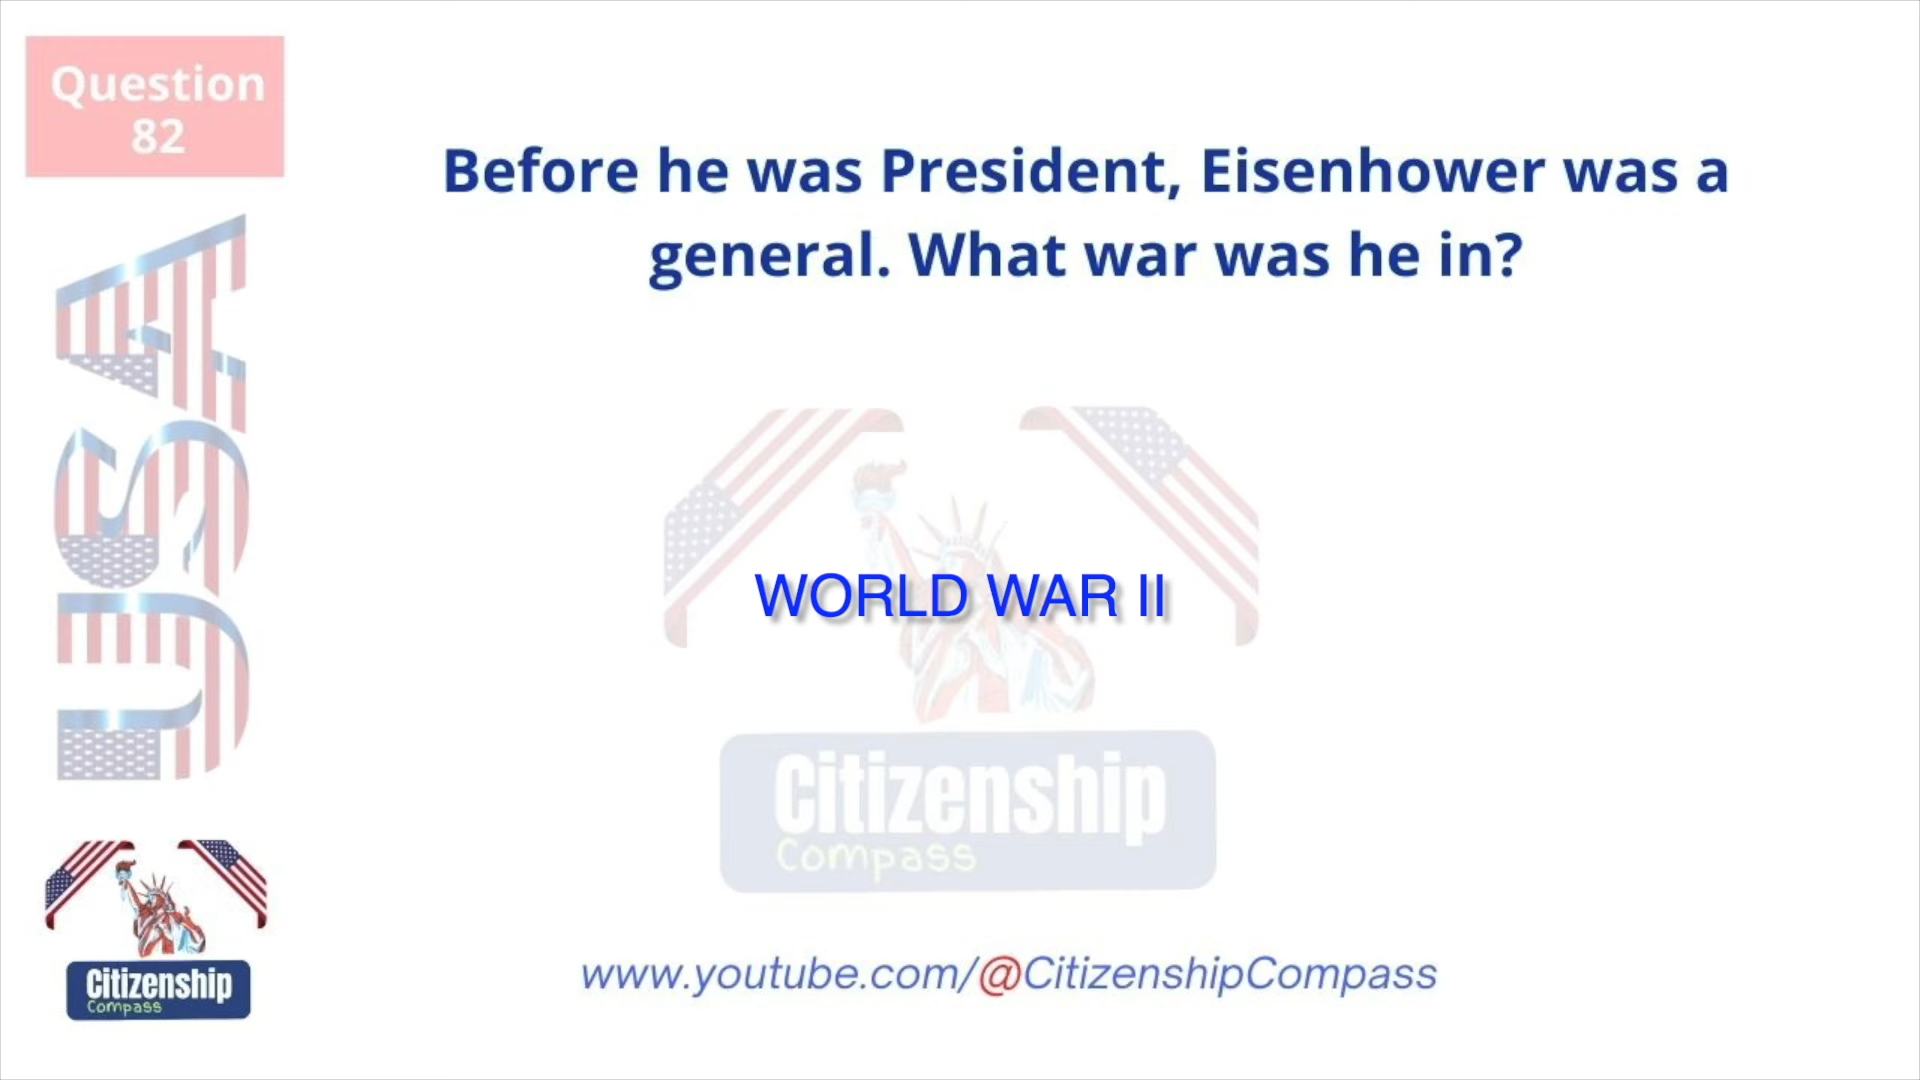 Question
82
Before he was President, Eisenhower was a
general. What war was he in?
WORLD WAR II
Citizenship
Compass
www.youtube.com/@CitizenshipCompass
USA
Citizenship
Compass